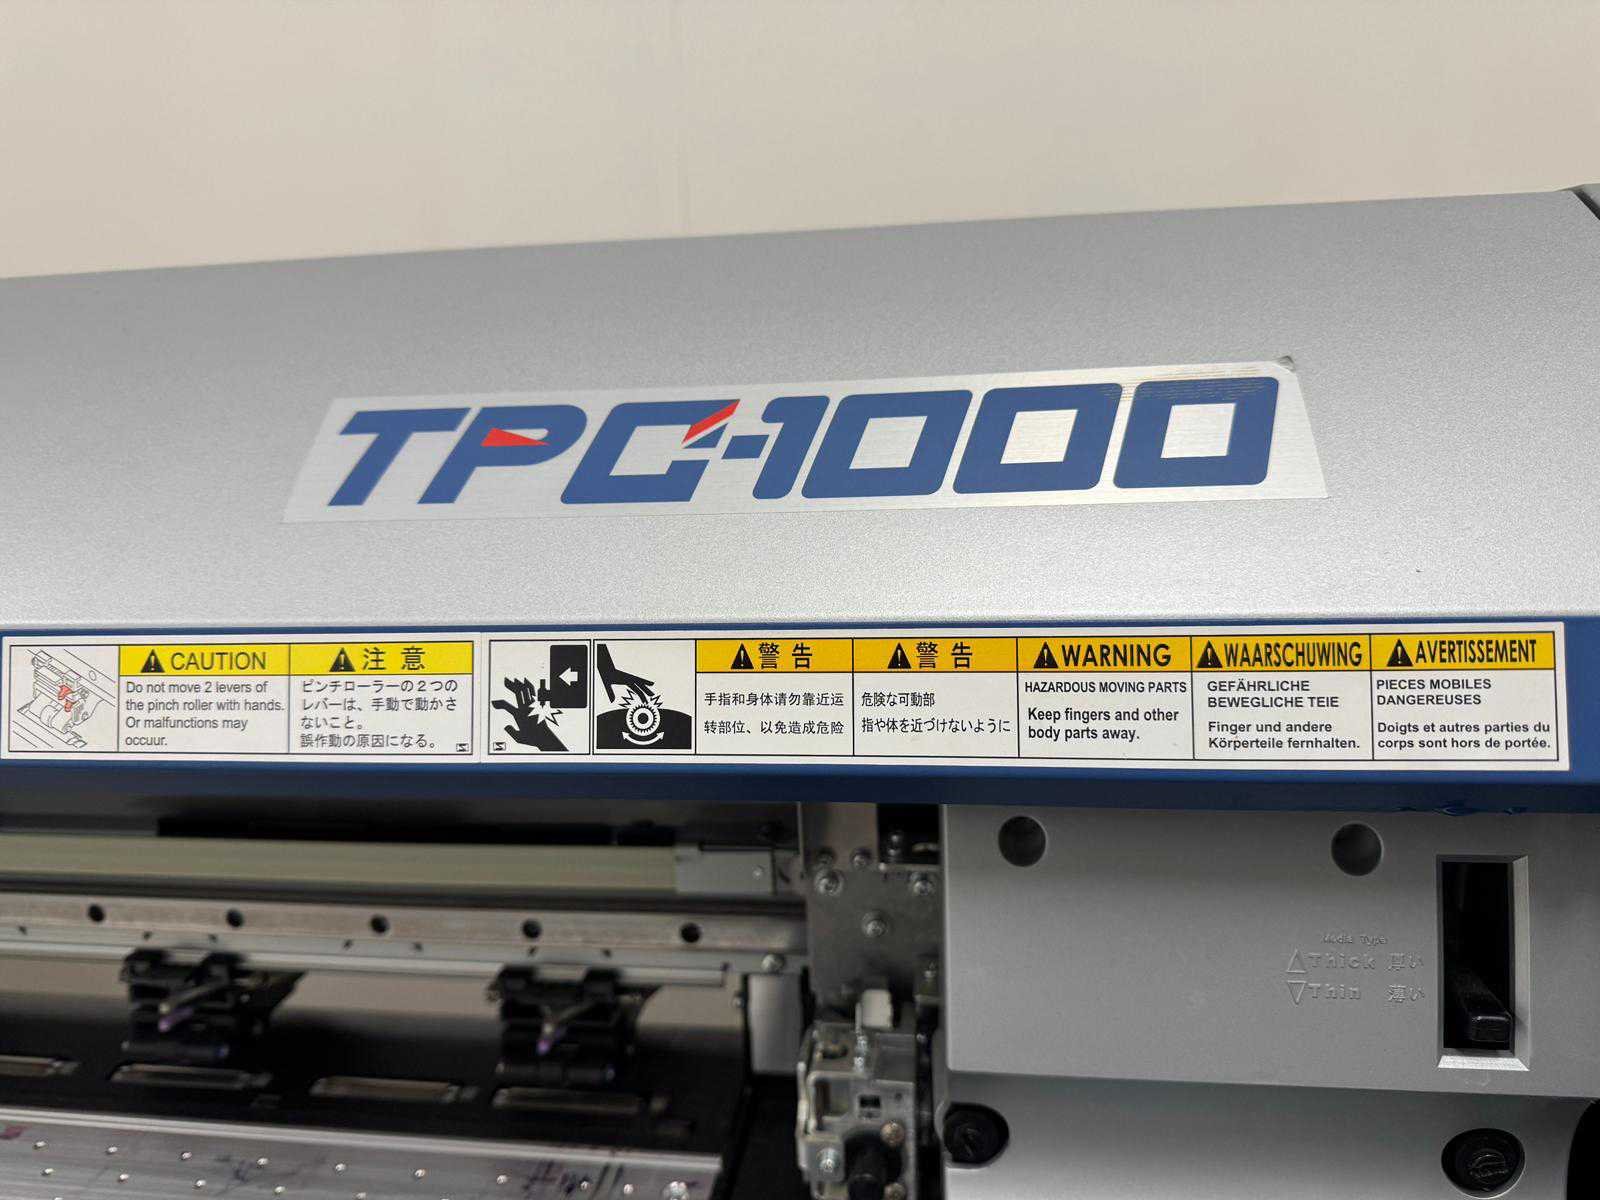 TPC-1000
CAUTION
Do not move 2 levers of
the pinch roller with hands.
Or malfunctions may
occuur.
注 意
ピンチローラーの２つの
レバーは、手動で動かさ
ないこと。
誤作動の原因になる。
警 告
手指和身体请勿靠近运
转部位、以免造成危险
警 告
危険な可動部
指や体を近づけないように
WARNING
HAZARDOUS MOVING PARTS
Keep fingers and other
body parts away.
WAARSCHUWING
GEFÄHRLICHE
BEWEGLICHE TEIE
Finger und andere
Körperteile fernhalten.
AVERTISSEMENT
PIECES MOBILES
DANGEREUSES
Doigts et autres parties du
corps sont hors de portée.
Media Type
Thick 厚い
Thin 薄い